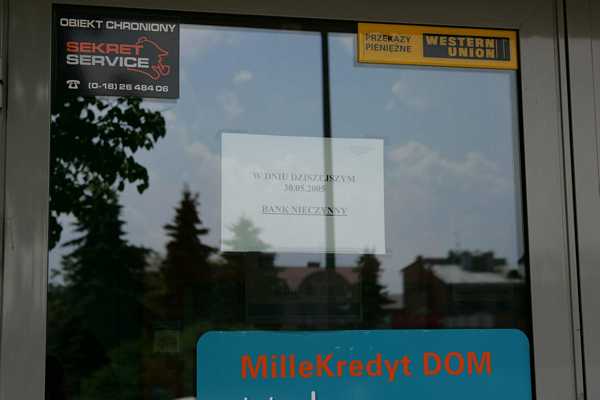 OBIEKT CHRONIONY
SEKRET
SERVICE
(0-18) 26 484 06
PRZEKAZY
PIENIĘŻNE
WESTERN
UNION
W DNIU DZISZEJSZYM
30.05.2005
BANK NIECZYNNY
MilleKredyt DOM